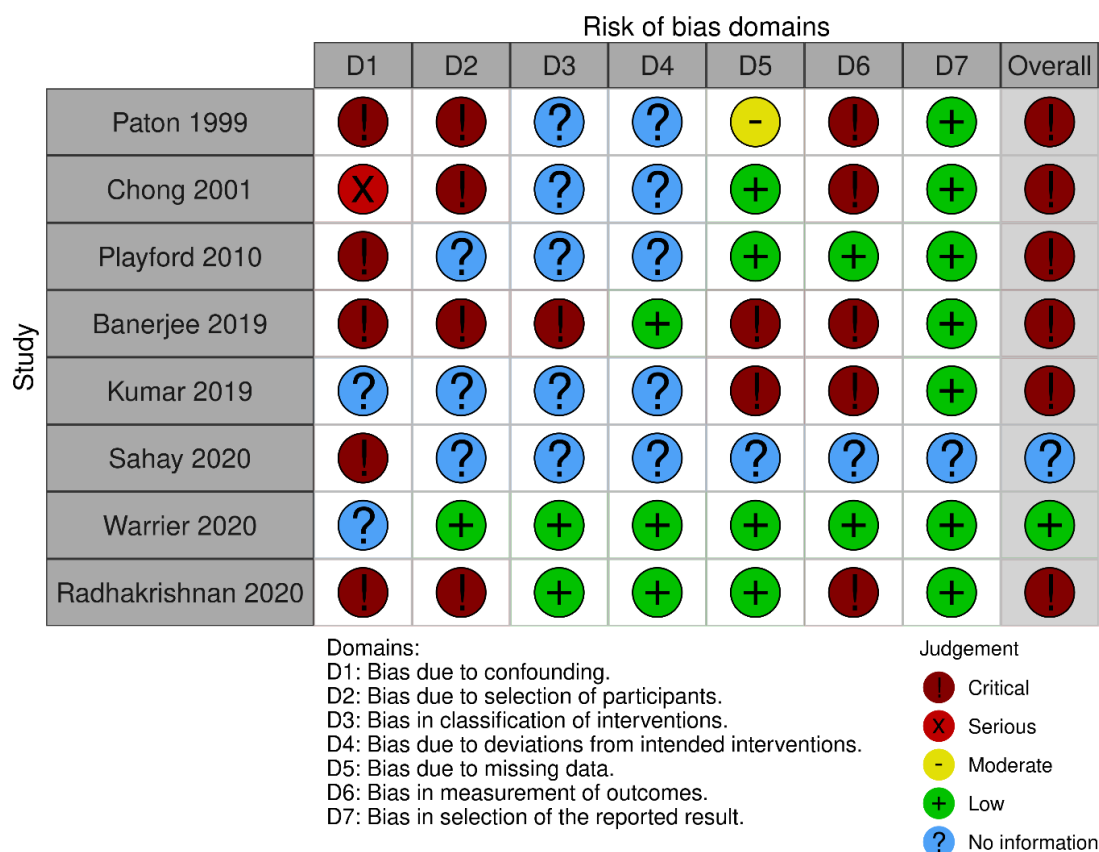 Risk of bias domains
D1 D2 D3 D4 D5 D6 D7 Overall
Study
Paton 1999 ! ! ? ? - ! + !
Chong 2001 X ! ? ? + ! + !
Playford 2010 ! ? ? ? + + + !
Banerjee 2019 ! ! ! + ! ! + !
Kumar 2019 ? ? ? ? ! ! + !
Sahay 2020 ! ? ? ? ? ? ? ?
Warrier 2020 ? + + + + + + +
Radhakrishnan 2020 ! ! + + + ! + !
Domains:
D1: Bias due to confounding.
D2: Bias due to selection of participants.
D3: Bias in classification of interventions.
D4: Bias due to deviations from intended interventions.
D5: Bias due to missing data.
D6: Bias in measurement of outcomes.
D7: Bias in selection of the reported result.
Judgement
! Critical
X Serious
- Moderate
+ Low
? No information